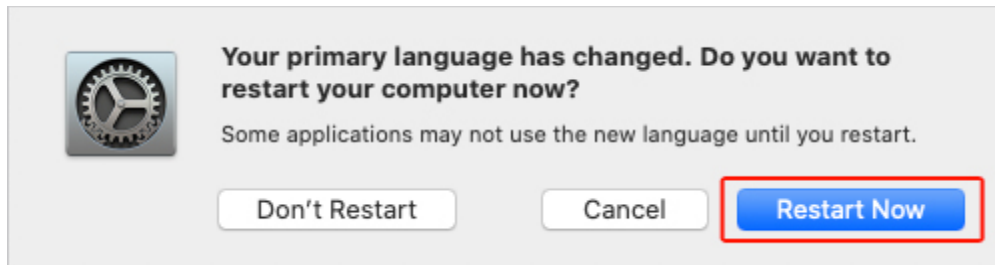 Your primary language has changed. Do you want to
restart your computer now?
Some applications may not use the new language until you restart.
Don't Restart
Cancel
Restart Now